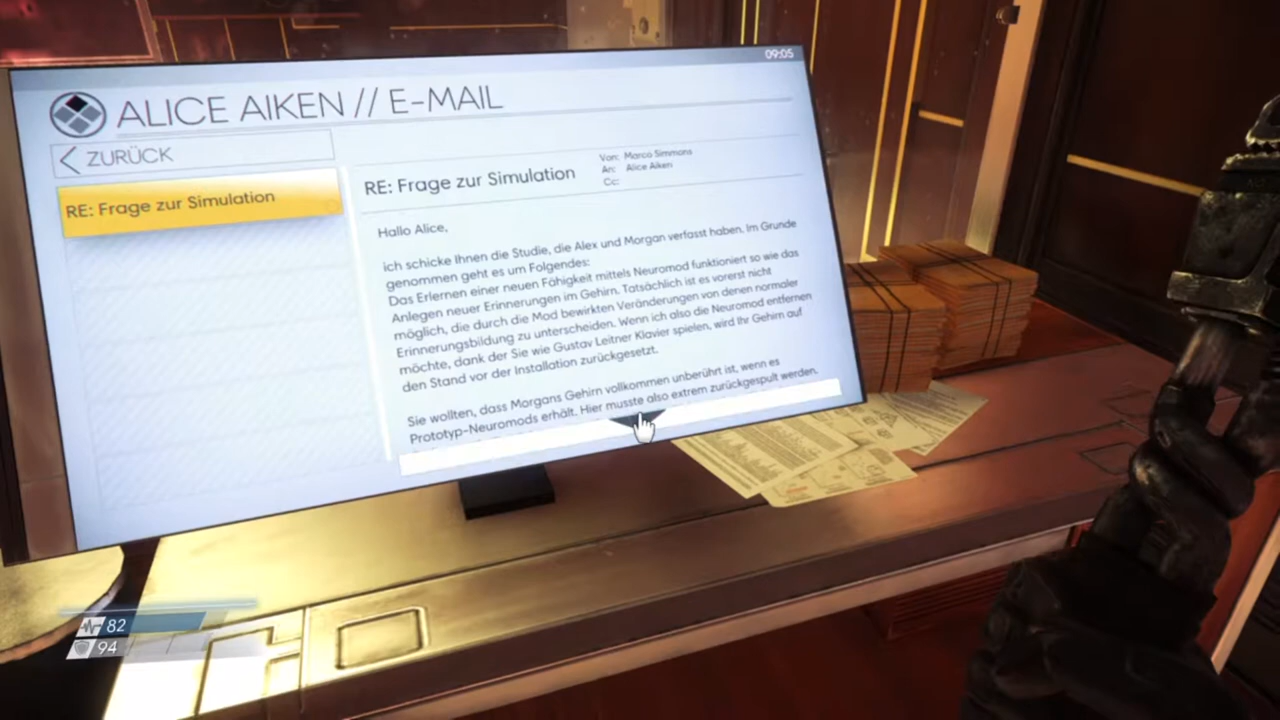 09:05
ALICE AIKEN // E-MAIL
ZURÜCK
RE: Frage zur Simulation
RE: Frage zur Simulation
Von: Marco Simmons
An: Alice Aiken
Cc:
Hallo Alice,
ich schicke Ihnen die Studie, die Alex und Morgan verfasst haben. Im Grunde
genommen geht es um Folgendes:
Das Erlernen einer neuen Fähigkeit mittels Neuromod funktioniert so wie das
Anlegen neuer Erinnerungen im Gehirn. Tatsächlich ist es vorerst nicht
möglich, die durch die Mod bewirkten Veränderungen von denen normaler
Erinnerungsbildung zu unterscheiden. Wenn ich also die Neuromod entfernen
möchte, dank der Sie wie Gustav Leitner Klavier spielen, wird Ihr Gehirn auf
den Stand vor der Installation zurückgesetzt.
Sie wollten, dass Morgans Gehirn vollkommen unberührt ist, wenn es
Prototyp-Neuromods erhält. Hier musste also extrem zurückgespult werden.
82
94